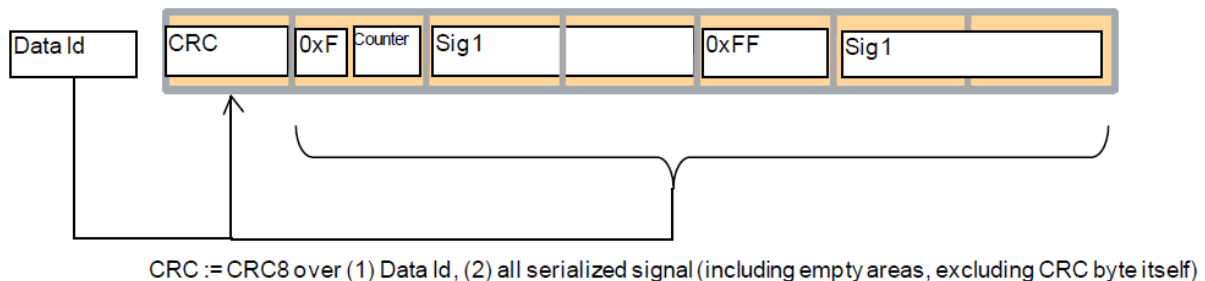 Data Id CRC 0xF Counter Sig1 0xFF Sig1
CRC := CRC8 over (1) Data Id, (2) all serialized signal (including empty areas, excluding CRC byte itself)